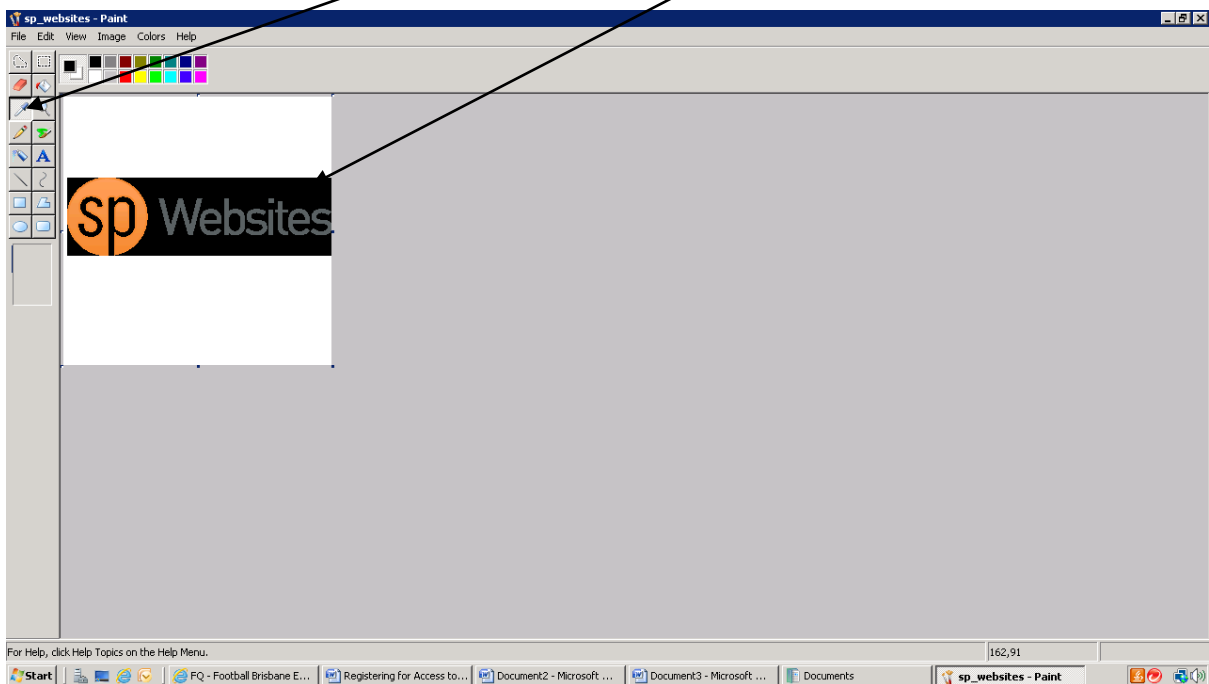 sp_websites - Paint
File Edit View Image Colors Help
A
sp Websites
For Help, click Help Topics on the Help Menu.
162,91
Start
FQ - Football Brisbane E...
Registering for Access to...
Document2 - Microsoft ...
Document3 - Microsoft ...
Documents
sp_websites - Paint